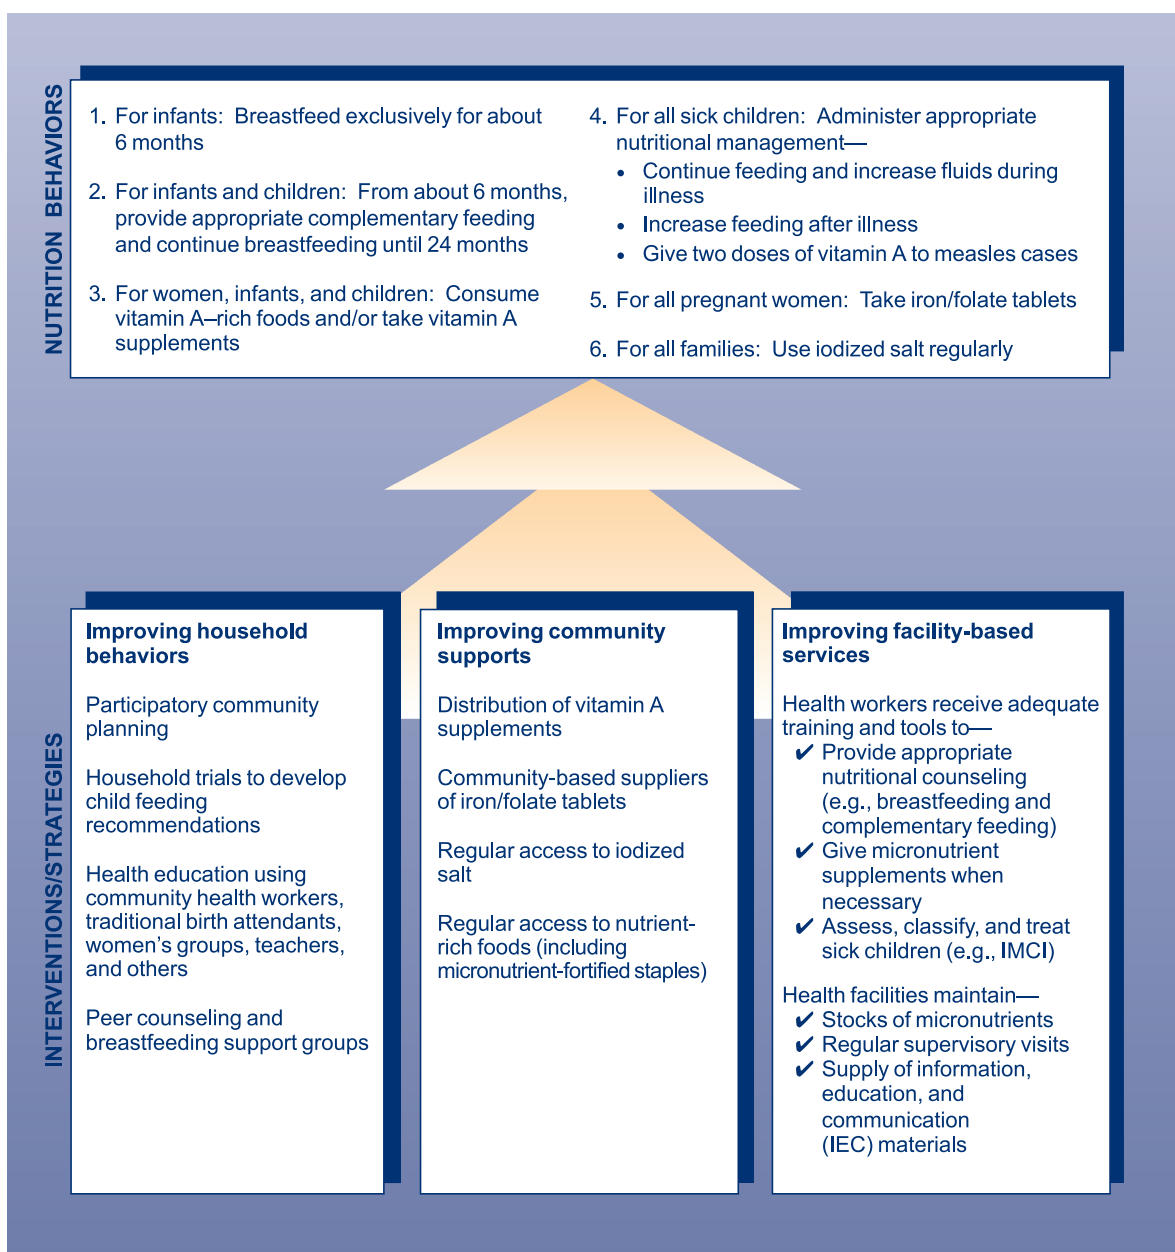 NUTRITION BEHAVIORS
1. For infants: Breastfeed exclusively for about
6 months
2. For infants and children: From about 6 months,
provide appropriate complementary feeding
and continue breastfeeding until 24 months
3. For women, infants, and children: Consume
vitamin A–rich foods and/or take vitamin A
supplements
4. For all sick children: Administer appropriate
nutritional management—
• Continue feeding and increase fluids during
illness
• Increase feeding after illness
• Give two doses of vitamin A to measles cases
5. For all pregnant women: Take iron/folate tablets
6. For all families: Use iodized salt regularly
INTERVENTIONS/STRATEGIES
Improving household
behaviors
Participatory community
planning
Household trials to develop
child feeding
recommendations
Health education using
community health workers,
traditional birth attendants,
women’s groups, teachers,
and others
Peer counseling and
breastfeeding support groups
Improving community
supports
Distribution of vitamin A
supplements
Community-based suppliers
of iron/folate tablets
Regular access to iodized
salt
Regular access to nutrient-
rich foods (including
micronutrient-fortified staples)
Improving facility-based
services
Health workers receive adequate
training and tools to—
✔ Provide appropriate
nutritional counseling
(e.g., breastfeeding and
complementary feeding)
✔ Give micronutrient
supplements when
necessary
✔ Assess, classify, and treat
sick children (e.g., IMCI)
Health facilities maintain—
✔ Stocks of micronutrients
✔ Regular supervisory visits
✔ Supply of information,
education, and
communication
(IEC) materials